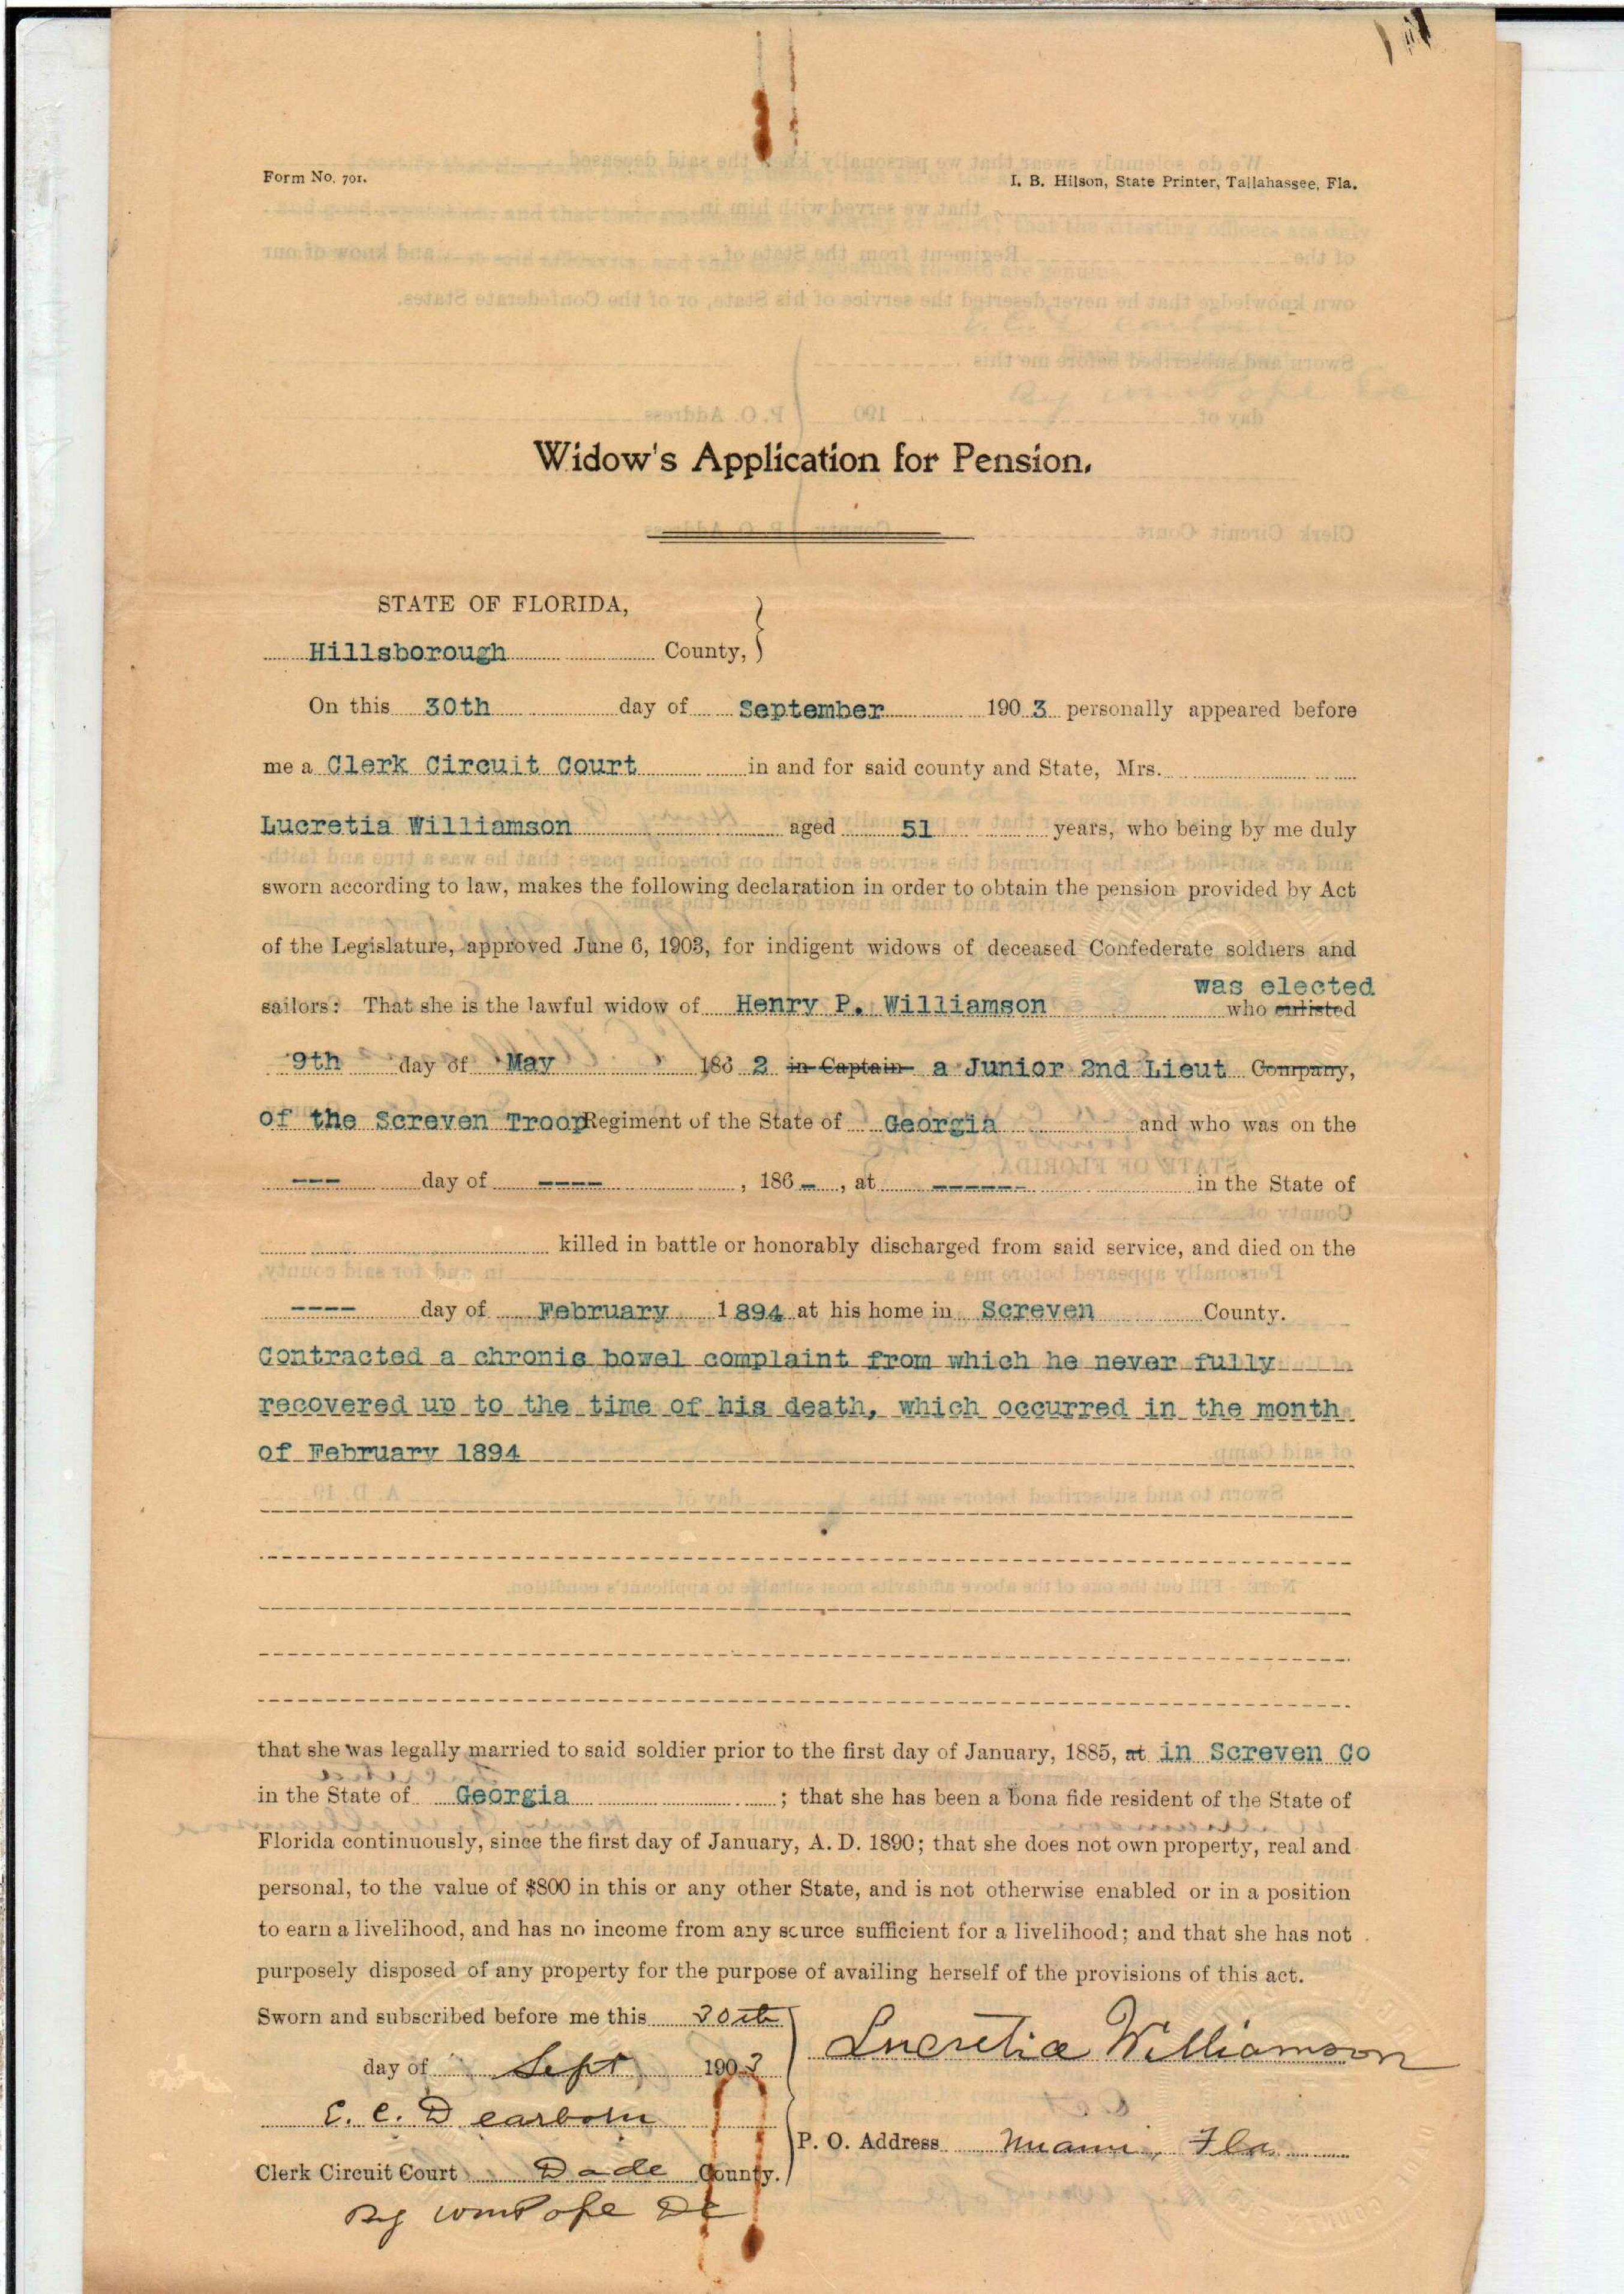 Form No. 701.
I. B. Hilson, State Printer, Tallahassee, Fla.
Widow's Application for Pension.
STATE OF FLORIDA,
Hillsborough County,
On this 30th day of September 1903 personally appeared before
me a Clerk Circuit Court in and for said county and State, Mrs.
Lucretia Williamson aged 51 years, who being by me duly
sworn according to law, makes the following declaration in order to obtain the pension provided by Act
of the Legislature, approved June 6, 1903, for indigent widows of deceased Confederate soldiers and
was elected
sailors: That she is the lawful widow of Henry P. Williamson who enlisted
9th day of May 1862 in Captain a Junior 2nd Lieut Company,
of the Screven Troop Regiment of the State of Georgia and who was on the
--- day of ----, 186-, at ------ in the State of
killed in battle or honorably discharged from said service, and died on the
---- day of February 1894 at his home in Screven County.
Contracted a chronic bowel complaint from which he never fully
recovered up to the time of his death, which occurred in the month
of February 1894
that she was legally married to said soldier prior to the first day of January, 1885, at in Screven Co
in the State of Georgia; that she has been a bona fide resident of the State of
Florida continuously, since the first day of January, A. D. 1890; that she does not own property, real and
personal, to the value of $800 in this or any other State, and is not otherwise enabled or in a position
to earn a livelihood, and has no income from any source sufficient for a livelihood; and that she has not
purposely disposed of any property for the purpose of availing herself of the provisions of this act.
Sworn and subscribed before me this 30th
day of Sept 1903
Lucretia Williamson
E. C. Dearborn
P. O. Address Miami, Fla
Clerk Circuit Court Dade County.
By Wm Pope DC